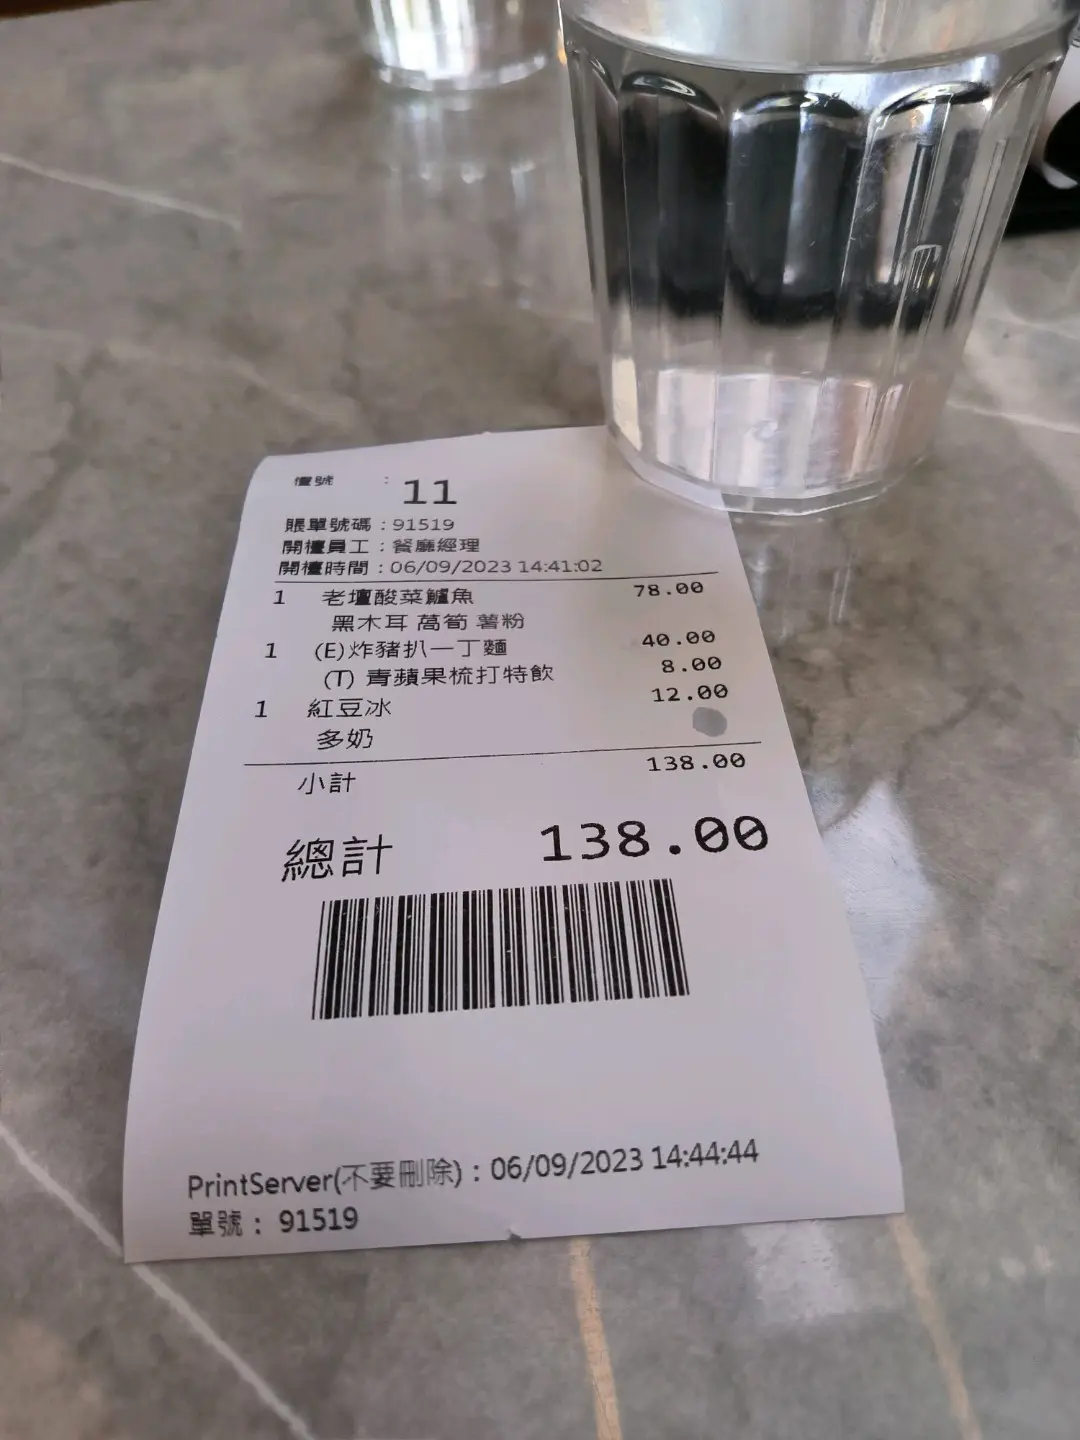 檯號 : 11
賬單號碼 : 91519
開檯員工 : 餐廳經理
開檯時間 : 06/09/2023 14:41:02
1 老壇酸菜鱸魚 78.00
黑木耳 萵筍 薯粉
1 (E)炸豬扒一丁麵 40.00
(T) 青蘋果梳打特飲 8.00
1 紅豆冰 12.00
多奶
小計 138.00
總計 138.00
PrintServer(不要刪除) : 06/09/2023 14:44:44
單號 : 91519